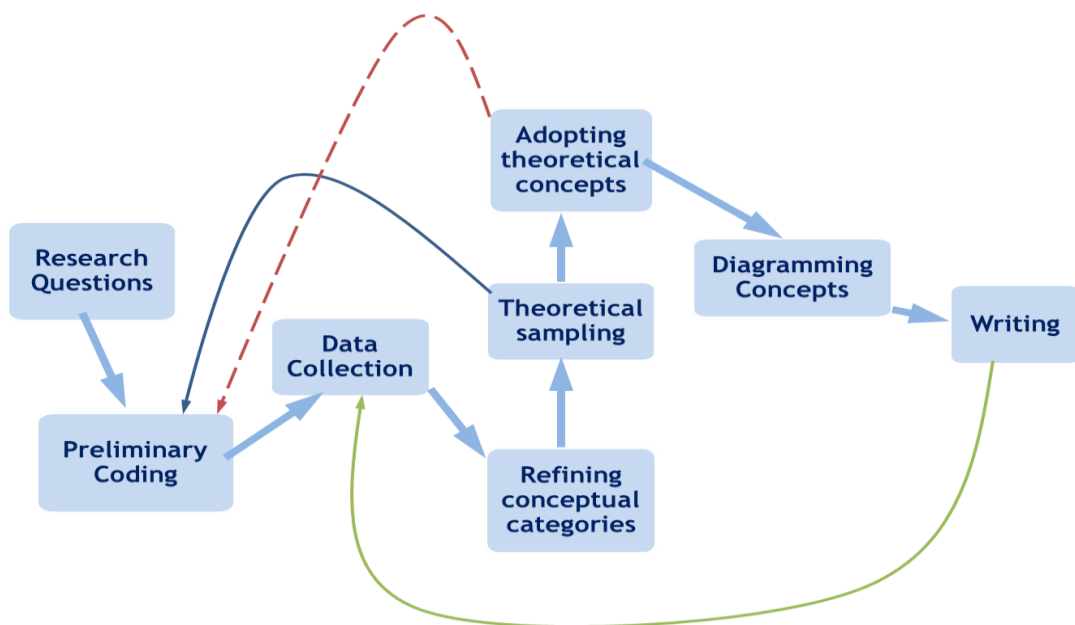 Research
Questions
Preliminary
Coding
Data
Collection
Refining
conceptual
categories
Theoretical
sampling
Adopting
theoretical
concepts
Diagramming
Concepts
Writing